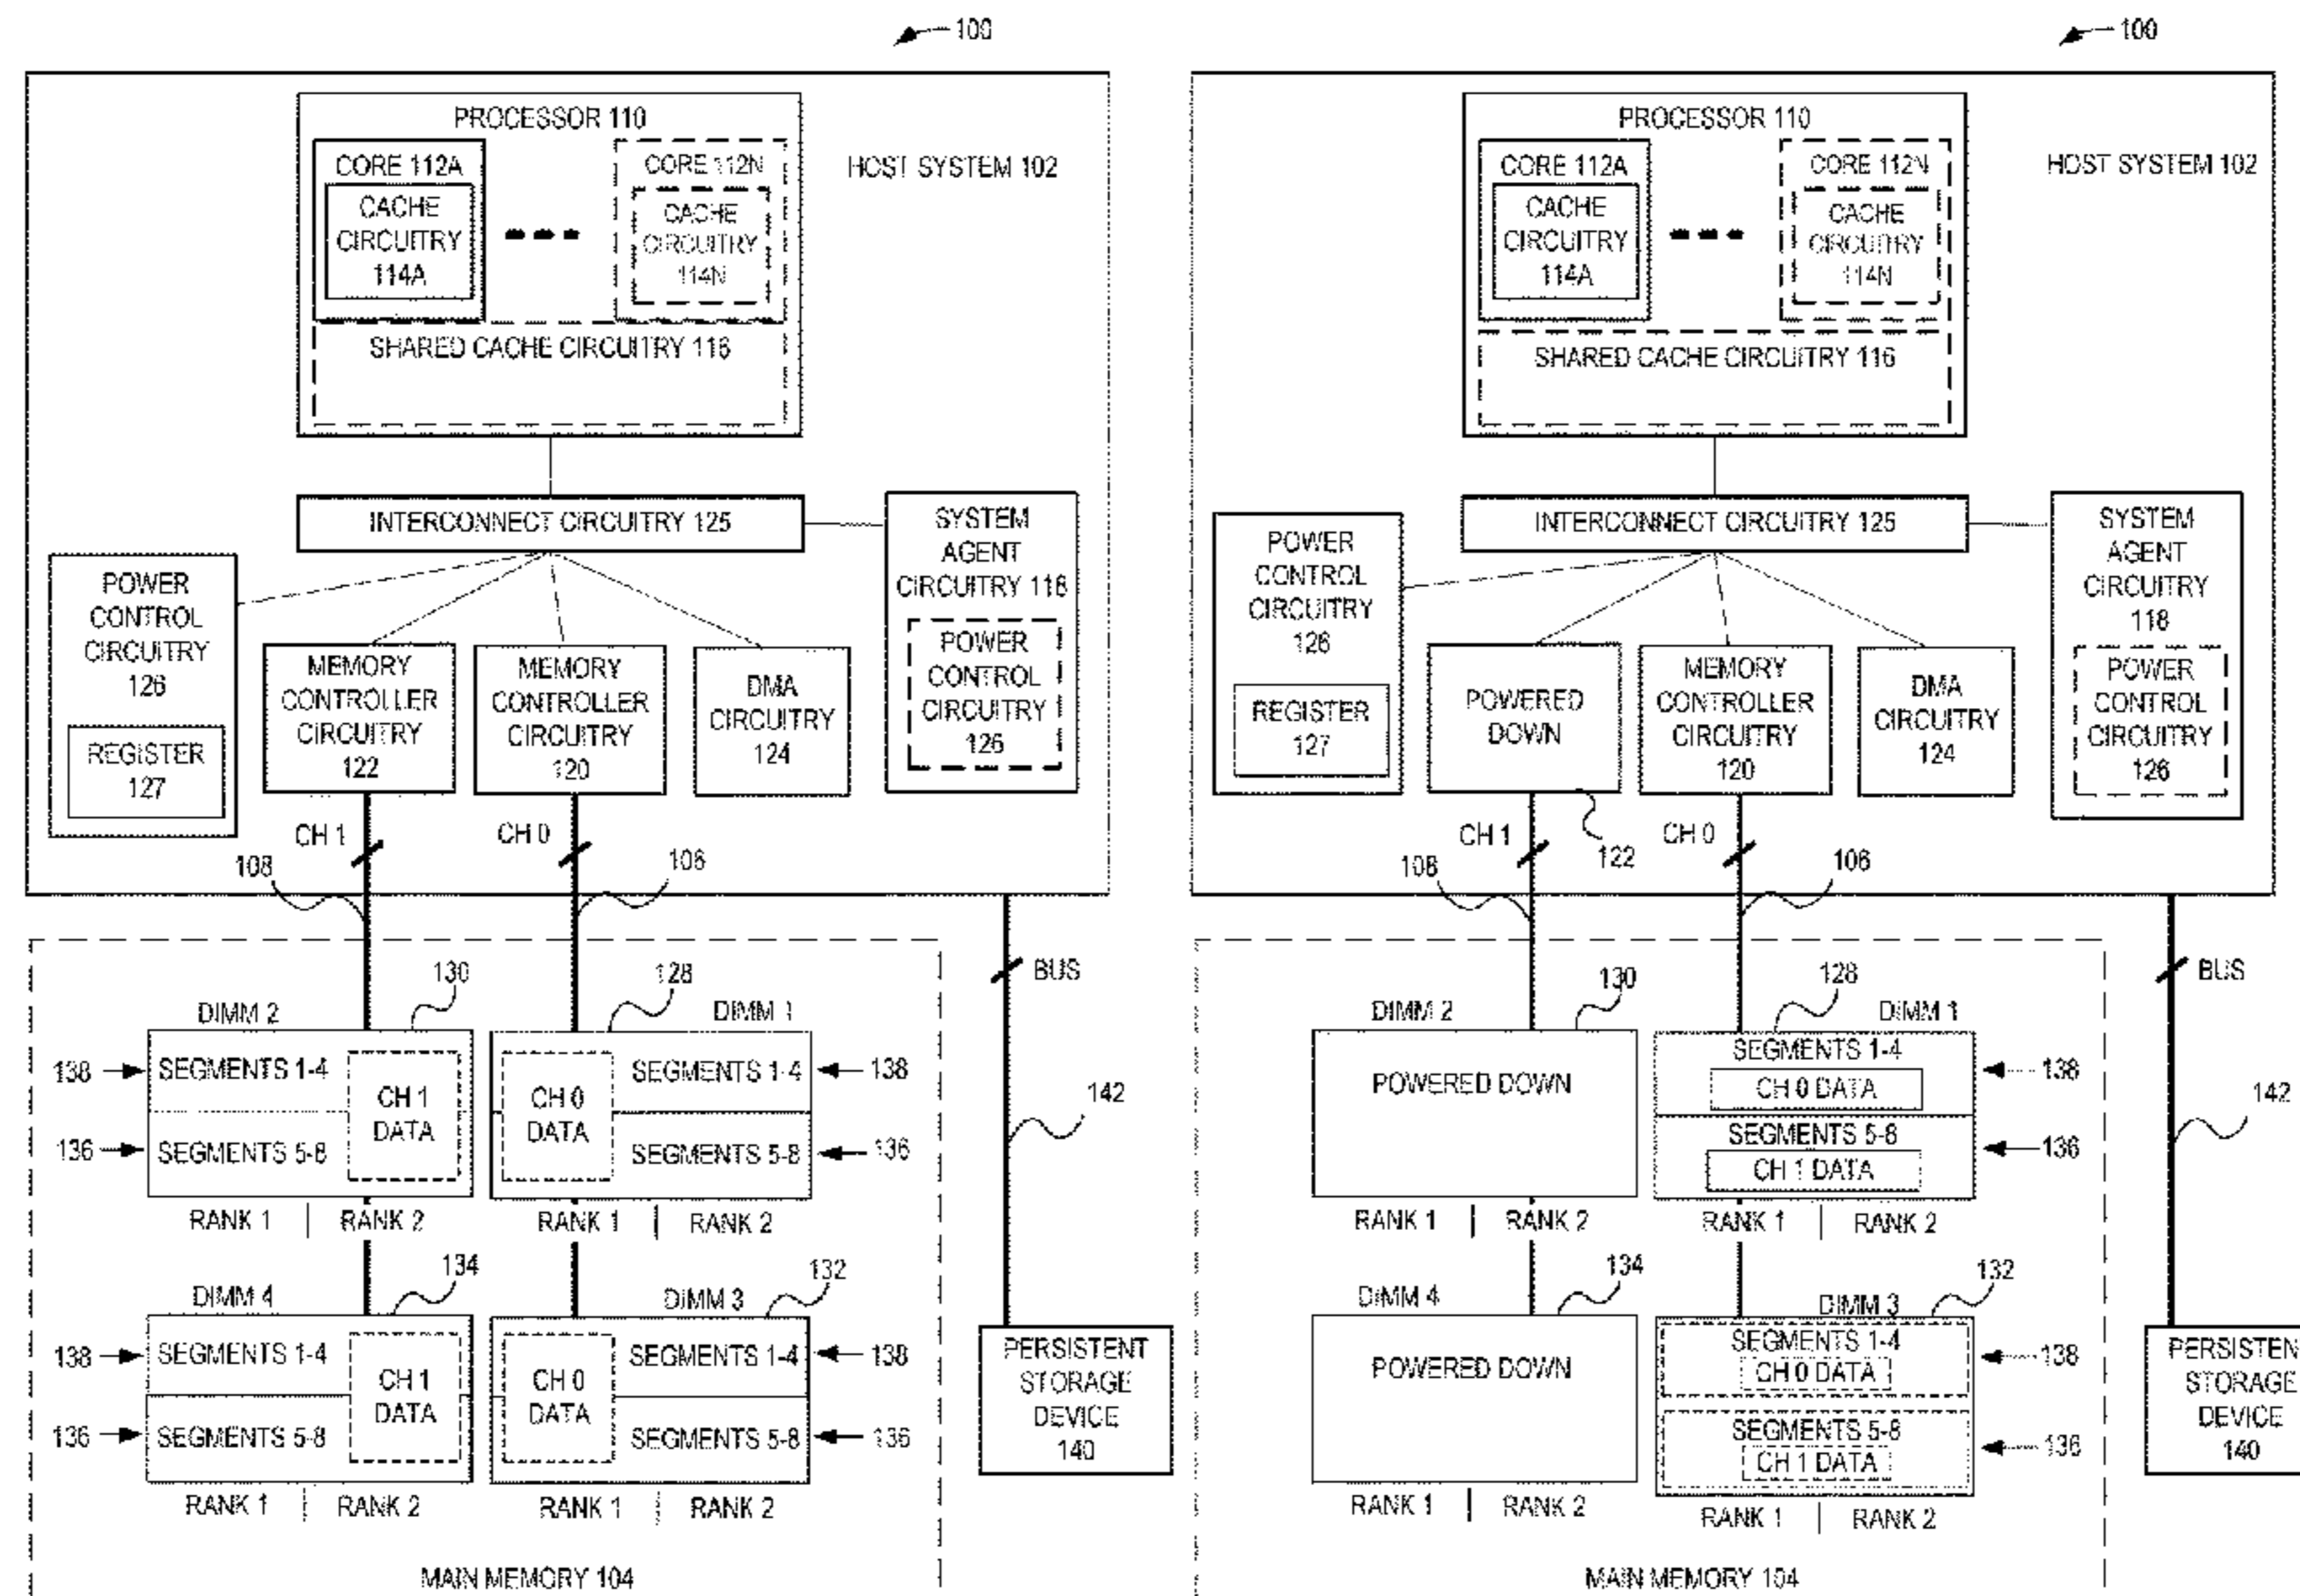 100
PROCESSOR 110
CORE 112A
CACHE
CIRCUITRY
114A
CORE 112N
CACHE
CIRCUITRY
114N
SHARED CACHE CIRCUITRY 116
HOST SYSTEM 102
INTERCONNECT CIRCUITRY 125
SYSTEM
AGENT
CIRCUITRY 118
POWER
CONTROL
CIRCUITRY
126
POWER
CONTROL
CIRCUITRY
126
REGISTER
127
MEMORY
CONTROLLER
CIRCUITRY
122
MEMORY
CONTROLLER
CIRCUITRY
120
DMA
CIRCUITRY
124
CH 1
CH 0
108
106
BUS
142
130
128
DIMM 2
DIMM 1
138
SEGMENTS 1-4
CH 1
DATA
136
SEGMENTS 5-8
CH 0
DATA
SEGMENTS 1-4
138
SEGMENTS 5-8
136
RANK 1
RANK 2
RANK 1
RANK 2
134
132
DIMM 4
DIMM 3
138
SEGMENTS 1-4
CH 1
DATA
136
SEGMENTS 5-8
CH 0
DATA
SEGMENTS 1-4
138
SEGMENTS 5-8
136
RANK 1
RANK 2
RANK 1
RANK 2
PERSISTENT
STORAGE
DEVICE
140
MAIN MEMORY 104
100
PROCESSOR 110
CORE 112A
CACHE
CIRCUITRY
114A
CORE 112N
CACHE
CIRCUITRY
114N
SHARED CACHE CIRCUITRY 116
HOST SYSTEM 102
INTERCONNECT CIRCUITRY 125
SYSTEM
AGENT
CIRCUITRY
118
POWER
CONTROL
CIRCUITRY
126
POWER
CONTROL
CIRCUITRY
126
REGISTER
127
POWERED
DOWN
122
MEMORY
CONTROLLER
CIRCUITRY
120
DMA
CIRCUITRY
124
CH 1
CH 0
108
106
BUS
142
130
128
DIMM 2
DIMM 1
POWERED DOWN
SEGMENTS 1-4
CH 0 DATA
138
SEGMENTS 5-8
CH 1 DATA
136
RANK 1
RANK 2
RANK 1
RANK 2
134
132
DIMM 4
DIMM 3
POWERED DOWN
SEGMENTS 1-4
CH 0 DATA
138
SEGMENTS 5-8
CH 1 DATA
136
RANK 1
RANK 2
RANK 1
RANK 2
PERSISTEN
STORAGE
DEVICE
140
MAIN MEMORY 104